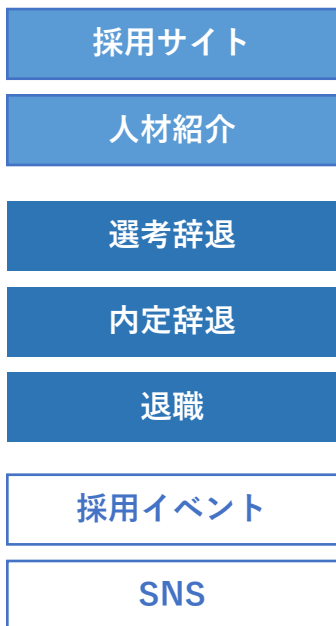 採用サイト
人材紹介
選考辞退
内定辞退
退職
採用イベント
SNS